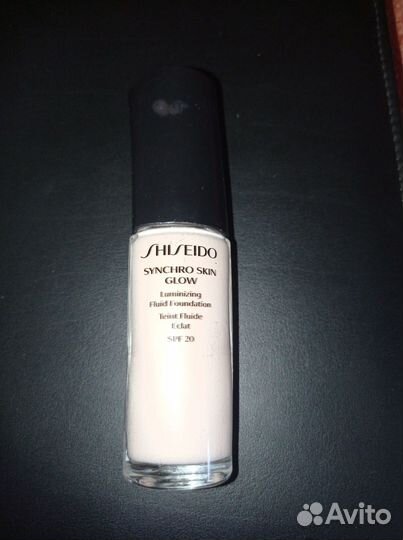 SHISEIDO
SYNCHRO SKIN
GLOW
Luminizing
Fluid Foundation
Teint Fluide
Eclat
SPF 20
Avito